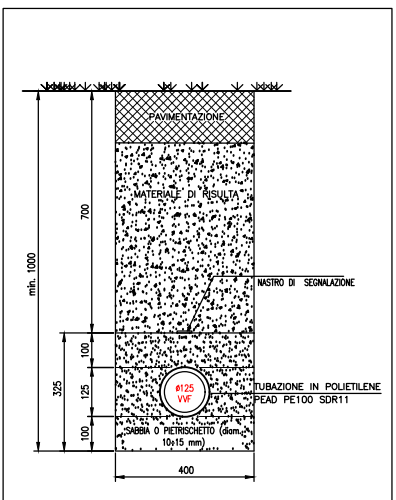 PAVIMENTAZIONE
MATERIALE DI RISULTA
700
min. 1000
NASTRO DI SEGNALAZIONE
100
325
125
ø125
VVF
TUBAZIONE IN POLIETILENE
PEAD PE100 SDR11
100
SABBIA O PIETRISCHETTO (diam.
10÷15 mm)
400